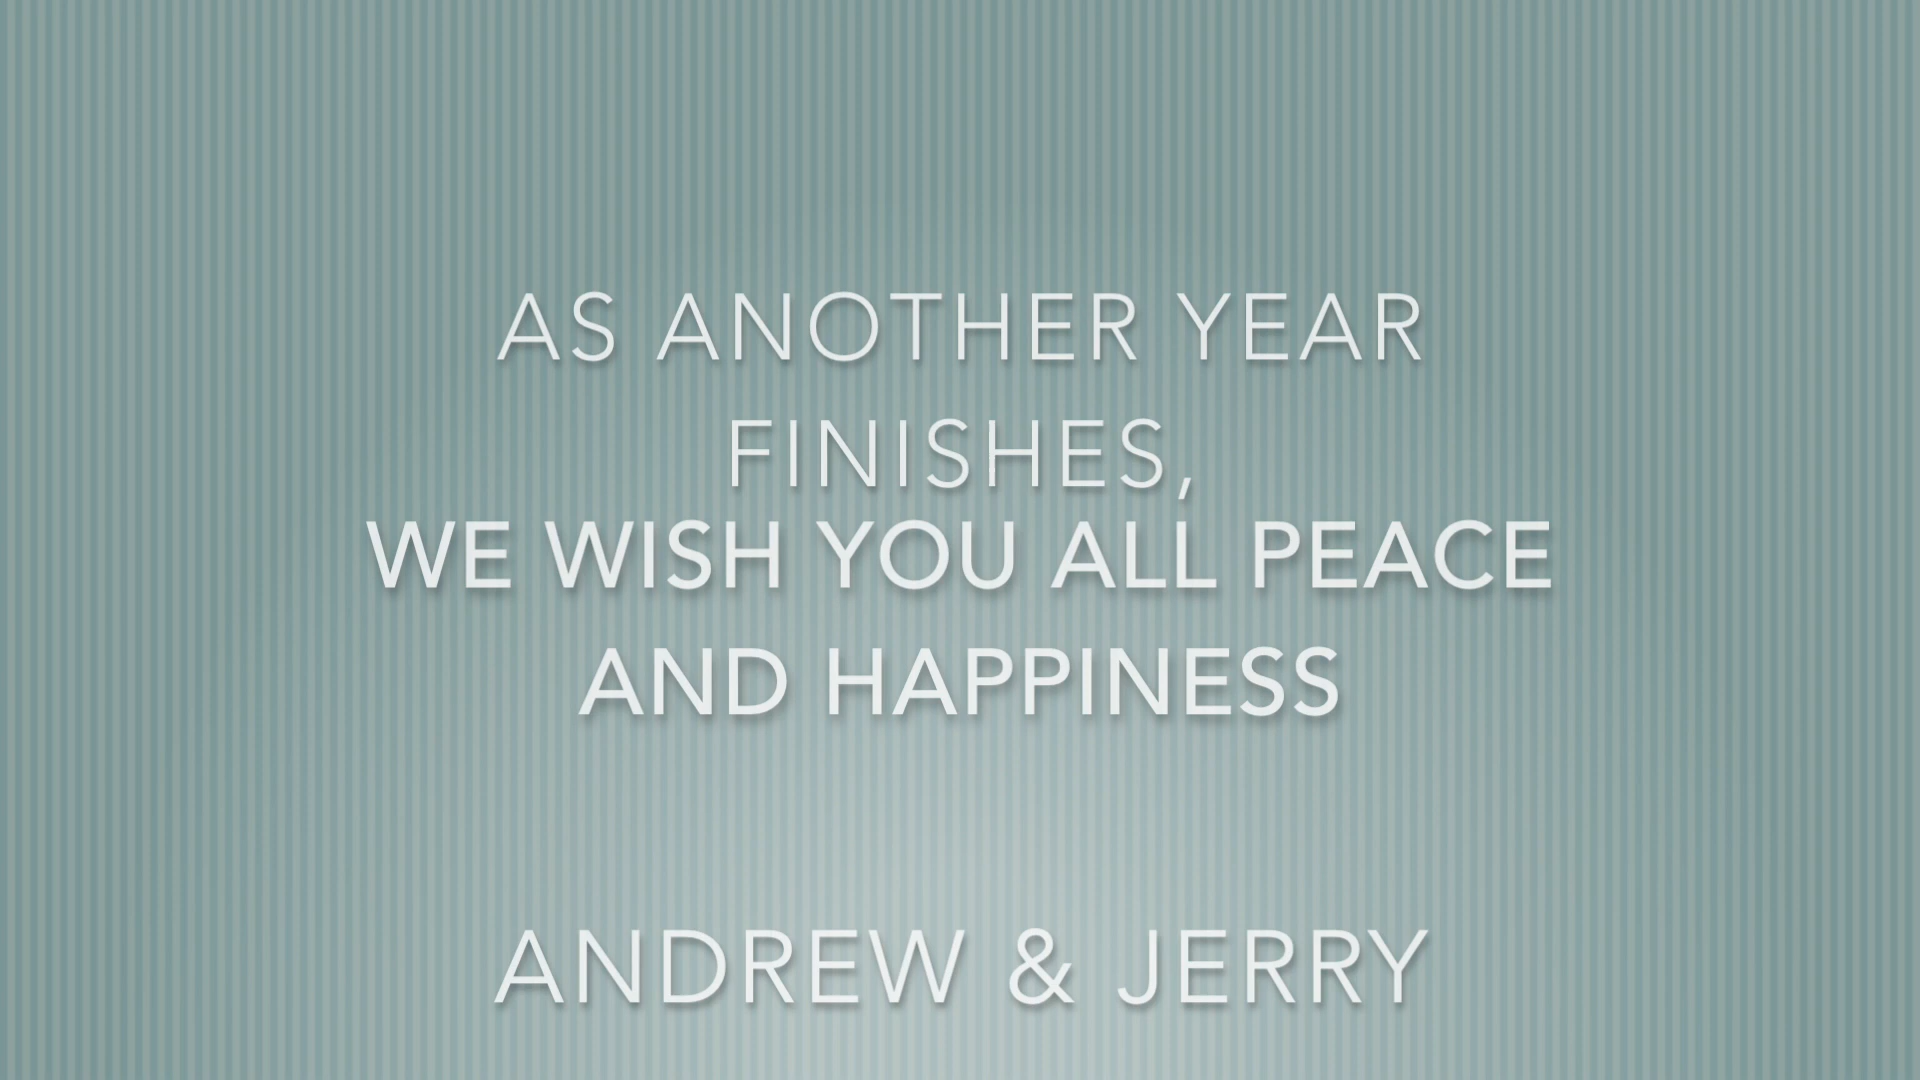 AS ANOTHER YEAR
FINISHES,
WE WISH YOU ALL PEACE
AND HAPPINESS
ANDREW & JERRY